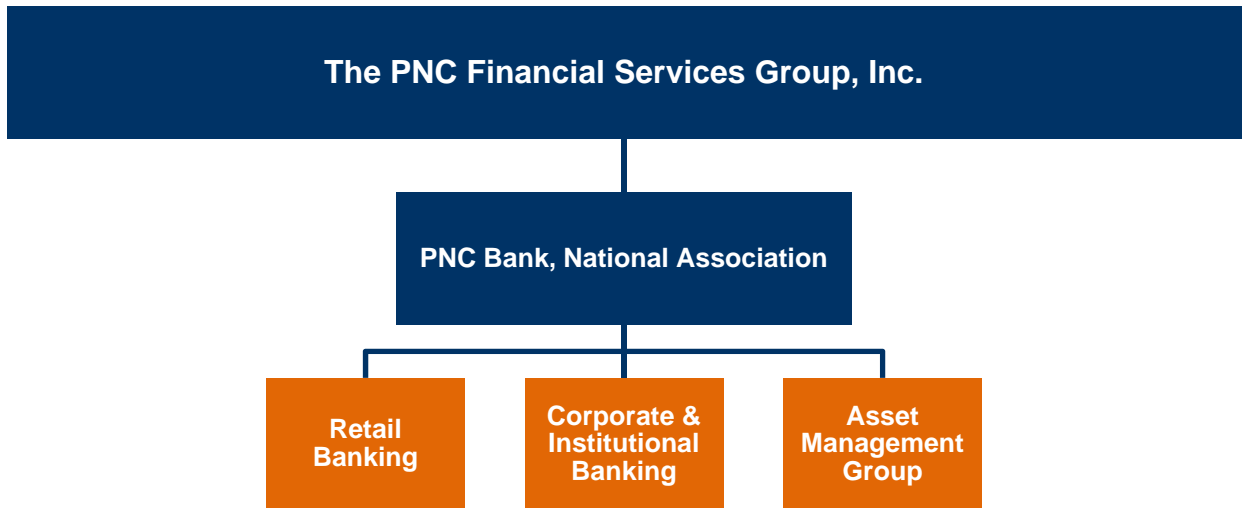 The PNC Financial Services Group, Inc.
PNC Bank, National Association
Retail
Banking
Corporate &
Institutional
Banking
Asset
Management
Group